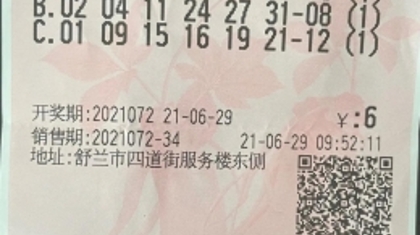 B.02 04 11 24 27 31-08 (1)
C.01 09 15 16 19 21-12 (1)
开奖期:2021072 21-06-29 ¥:6
销售期:2021072-34 21-06-29 09:52:11
地址:舒兰市四道街服务楼东侧